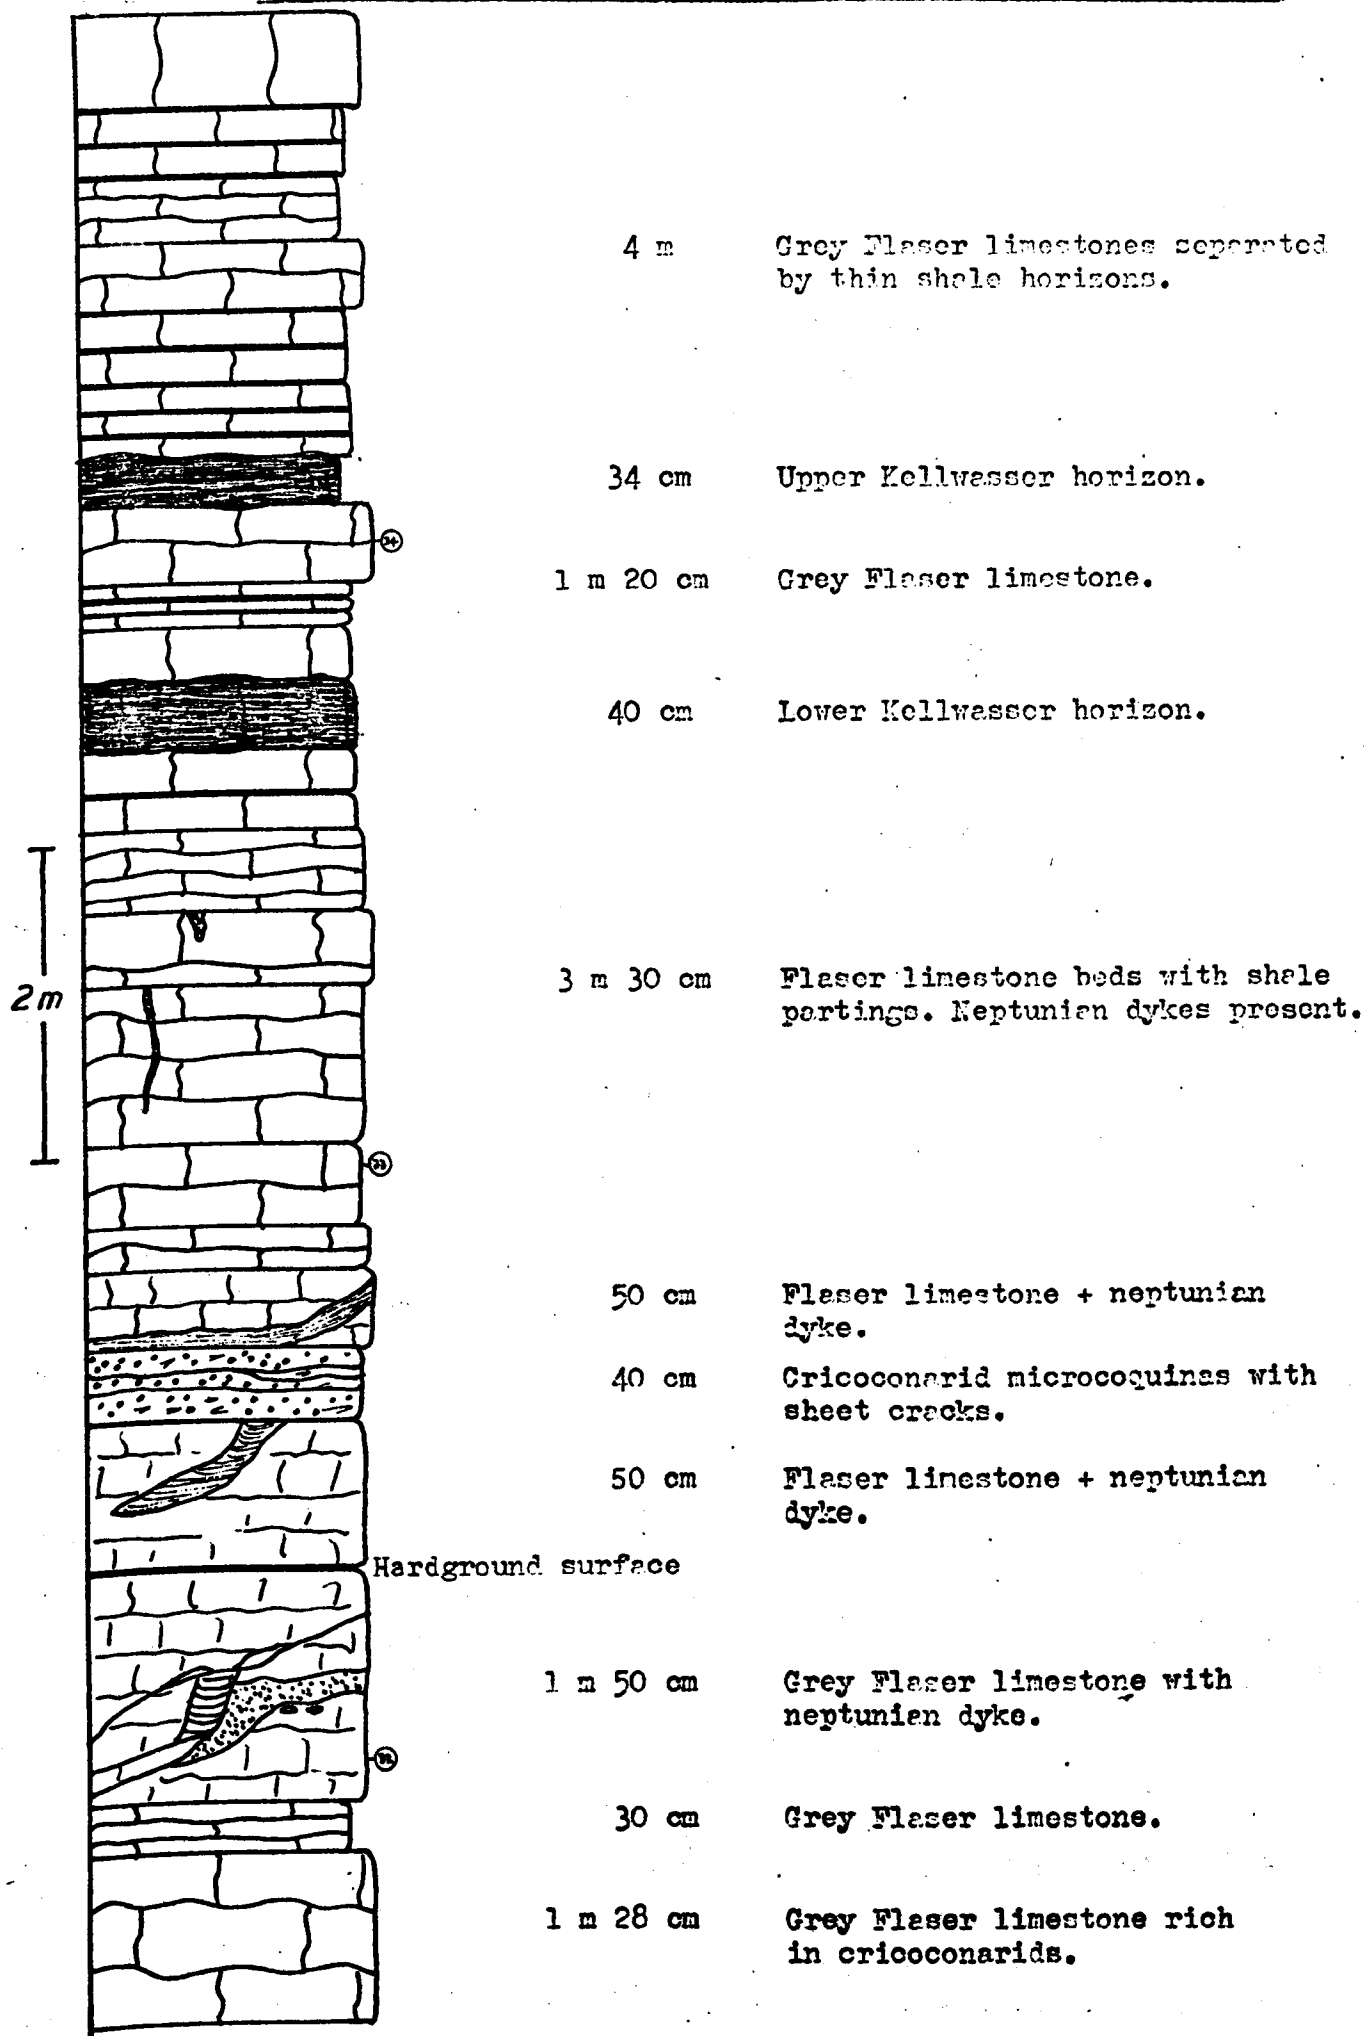 4 m Grey Flaser limestones separated
by thin shale horizons.
34 cm Upper Kellwasser horizon.
34
1 m 20 cm Grey Flaser limestone.
40 cm Lower Kellwasser horizon.
2m
3 m 30 cm Flaser limestone beds with shale
partings. Neptunian dykes present.
33
50 cm Flaser limestone + neptunian
dyke.
40 cm Cricoconarid microcoquinas with
sheet cracks.
50 cm Flaser limestone + neptunian
dyke.
Hardground surface
1 m 50 cm Grey Flaser limestone with
neptunian dyke.
32
30 cm Grey Flaser limestone.
1 m 28 cm Grey Flaser limestone rich
in cricoconarids.